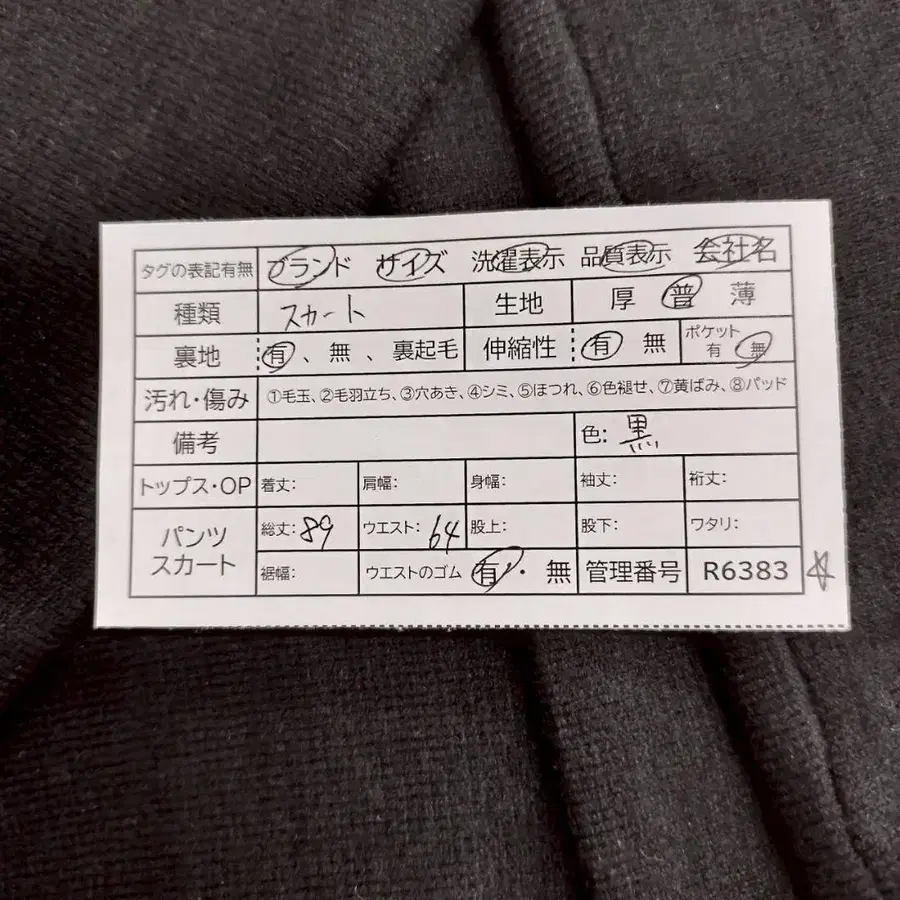 タグの表記有無 ブランド サイズ 洗濯表示 品質表示 会社名
種類 スカート 生地 厚 普 薄
裏地 有、無、裏起毛 伸縮性 有 無 ポケット 有 無
汚れ・傷み ①毛玉、②毛羽立ち、③穴あき、④シミ、⑤ほつれ、⑥色褪せ、⑦黄ばみ、⑧パッド
備考 色: 黒
トップス・OP 着丈: 肩幅: 身幅: 袖丈: 裄丈:
パンツ スカート 総丈: 89 ウエスト: 64 股上: 股下: ワタリ:
裾幅: ウエストのゴム 有・無 管理番号 R6383